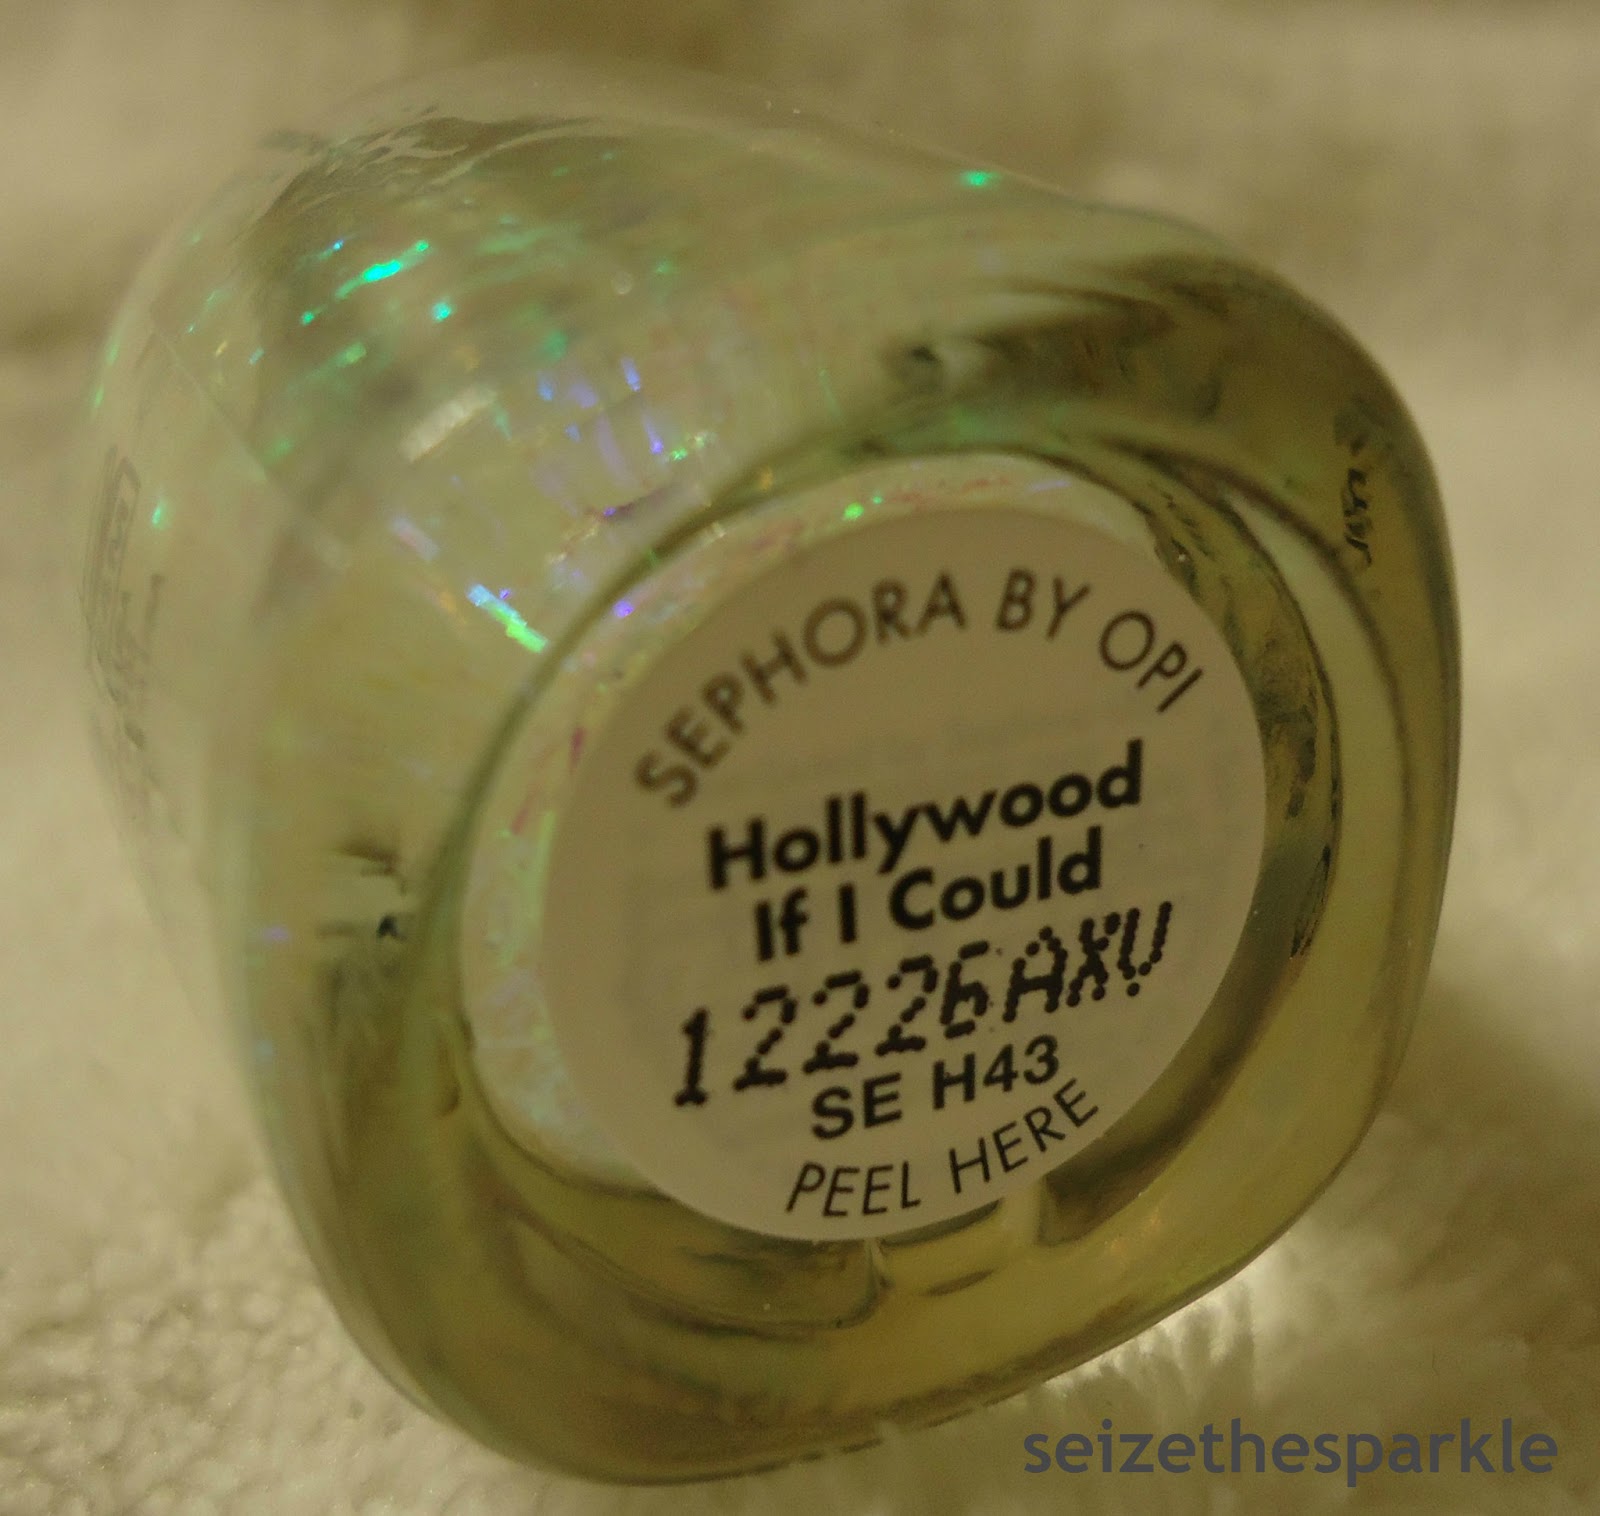 SEPHORA BY OPI
Hollywood
If I Could
12226AXU
SE H43
PEEL HERE
seizethesparkle